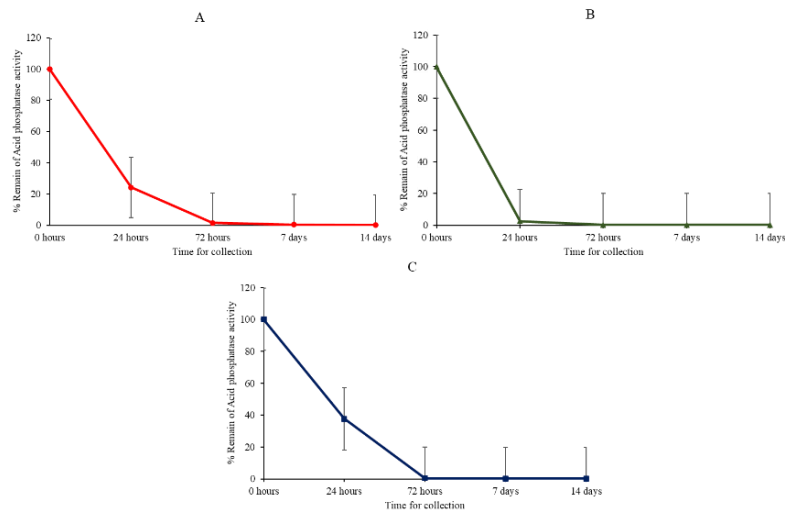 A
% Remain of Acid phosphatase activity
120
100
80
60
40
20
0
0 hours 24 hours 72 hours 7 days 14 days
Time for collection
B
% Remain of Acid phosphatase activity
120
100
80
60
40
20
0
0 hours 24 hours 72 hours 7 days 14 days
Time for collection
C
% Remain of Acid phosphatase activity
120
100
80
60
40
20
0
0 hours 24 hours 72 hours 7 days 14 days
Time for collection